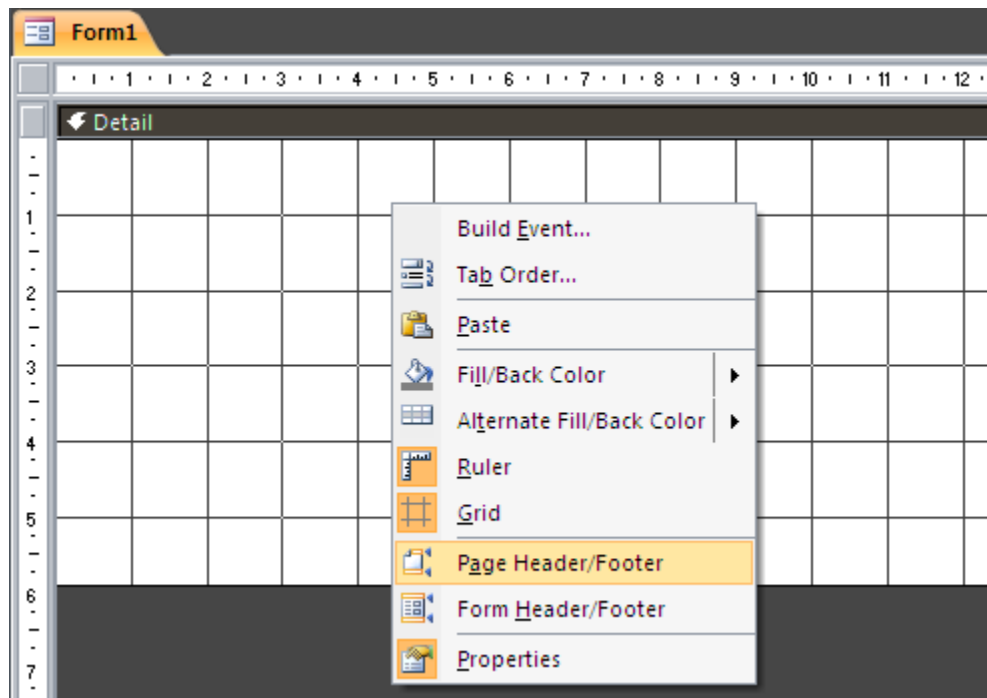 Form1
1 2 3 4 5 6 7 8 9 10 11 12
Detail
1
2
3
4
5
6
7
Build Event...
Tab Order...
Paste
Fill/Back Color
Alternate Fill/Back Color
Ruler
Grid
Page Header/Footer
Form Header/Footer
Properties